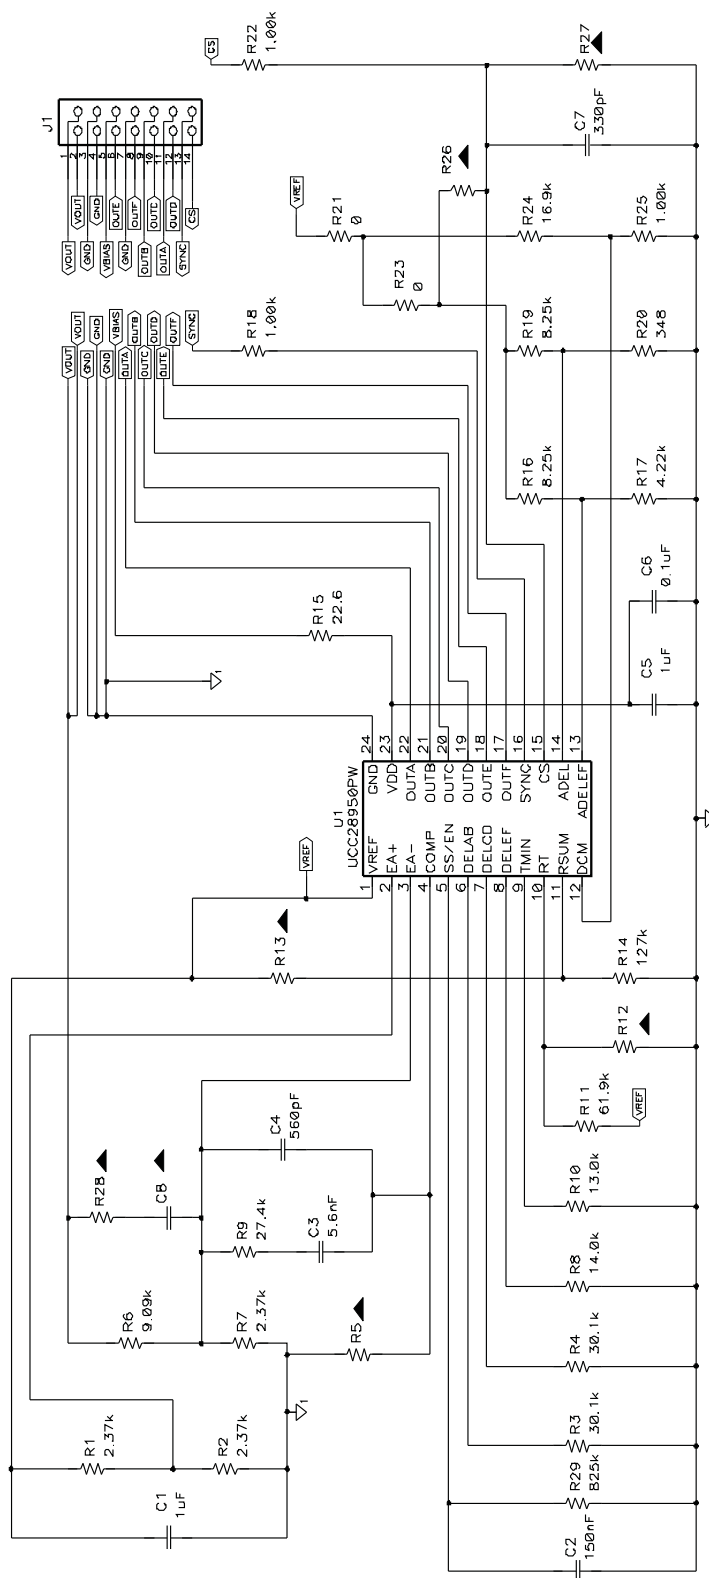 CS
R22
1.00k
R27
C7
330pF
R26
VREF
R21
0
R24
16.9k
R25
1.00k
R23
0
R18
1.00k
R19
8.25k
R20
348
R16
8.25k
R17
4.22k
C6
0.1uF
C5
1uF
R15
22.6
J1
1
2
3
4
5
6
7
8
9
10
11
12
13
14
VOUT
VOUT
GND
GND
VBIAS
OUTE
GND
OUTF
OUTB
OUTC
OUTA
OUTD
SYNC
CS
VOUT
VOUT
GND
GND
GND
VBIAS
OUTA
OUTB
OUTC
OUTD
OUTE
OUTF
SYNC
1
U1
UCC28950PW
24
23
22
21
20
19
18
17
16
15
14
13
GND
VDD
OUTA
OUTB
OUTC
OUTD
OUTE
OUTF
SYNC
CS
ADEL
ADELEF
VREF
EA+
EA-
COMP
SS/EN
DELAB
DELCD
DELEF
TMIN
RT
RSUM
DCM
1
2
3
4
5
6
7
8
9
10
11
12
VREF
R13
R14
127k
R12
R11
61.9k
VREF
R10
13.0k
R8
14.0k
R4
30.1k
R3
30.1k
R29
825k
C2
150nF
C4
560pF
R28
C8
R9
27.4k
C3
5.6nF
R6
9.09k
R7
2.37k
R5
1
R1
2.37k
R2
2.37k
C1
1uF